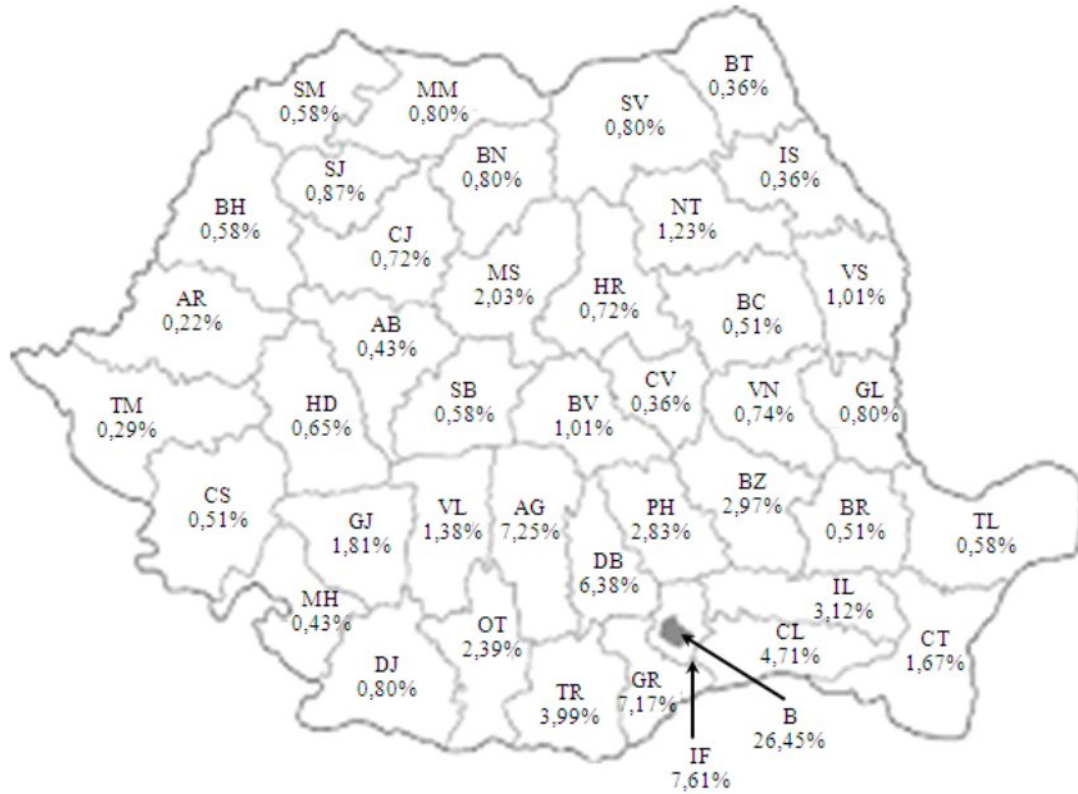 BT
0,36%
SM
0,58%
MM
0,80%
SV
0,80%
BN
0,80%
IS
0,36%
SJ
0,87%
BH
0,58%
NT
1,23%
CJ
0,72%
MS
2,03%
HR
0,72%
VS
1,01%
AR
0,22%
BC
0,51%
AB
0,43%
SB
0,58%
CV
0,36%
VN
0,74%
GL
0,80%
TM
0,29%
HD
0,65%
BV
1,01%
CS
0,51%
GJ
1,81%
VL
1,38%
AG
7,25%
PH
2,83%
BZ
2,97%
BR
0,51%
TL
0,58%
DB
6,38%
IL
3,12%
MH
0,43%
OT
2,39%
CL
4,71%
CT
1,67%
DJ
0,80%
TR
3,99%
GR
7,17%
B
26,45%
IF
7,61%